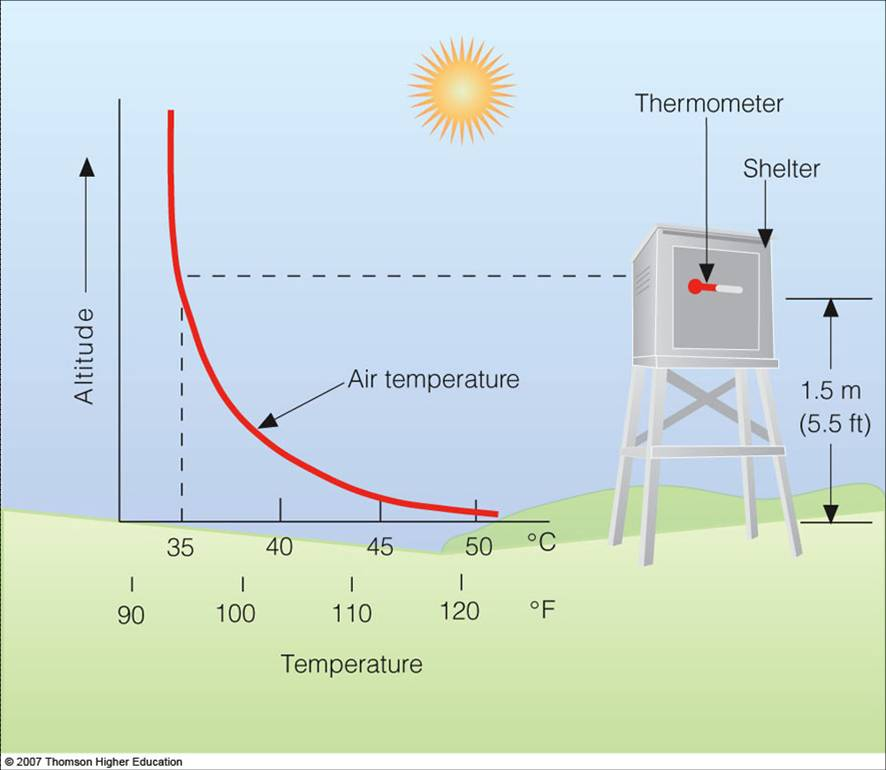 Thermometer
Shelter
Altitude
Air temperature
1.5 m
(5.5 ft)
35 40 45 50 °C
90 100 110 120 °F
Temperature
© 2007 Thomson Higher Education